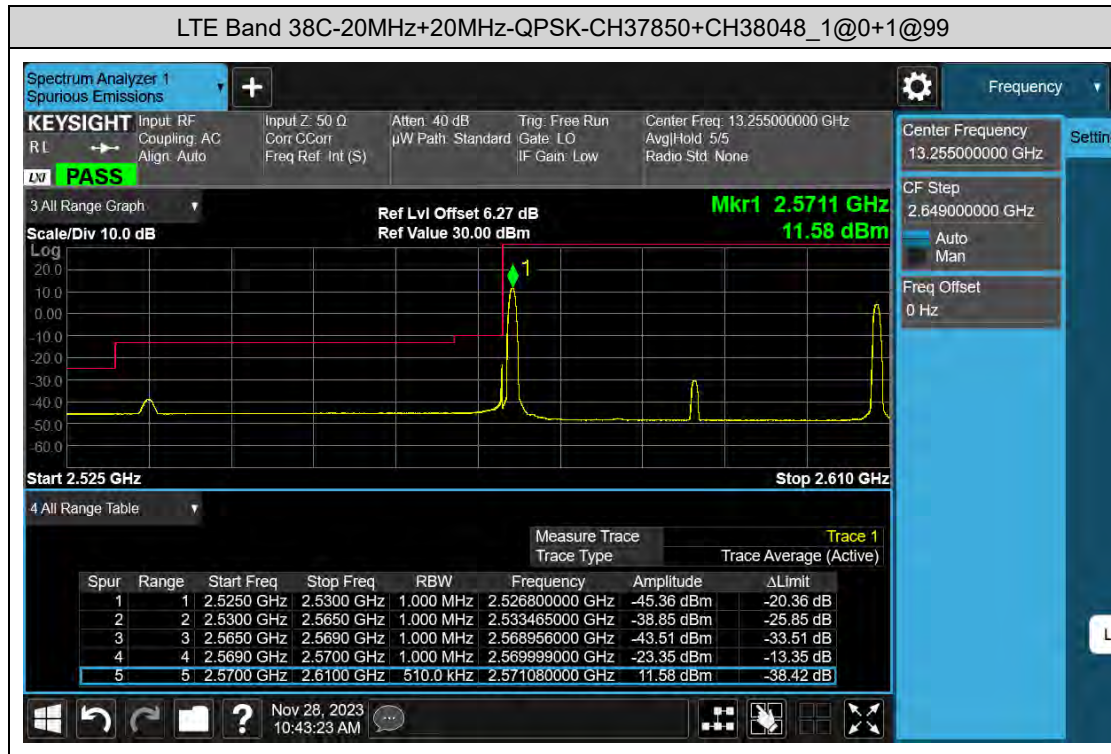 LTE Band 38C-20MHz+20MHz-QPSK-CH37850+CH38048_1@0+1@99
Spectrum Analyzer 1
Spurious Emissions
Frequency
KEYSIGHT
RL
Input: RF
Coupling: AC
Align: Auto
Input Z: 50 Ω
Corr CCorr
Freq Ref: Int (S)
Atten: 40 dB
µW Path: Standard
Trig: Free Run
Gate: LO
IF Gain: Low
Center Freq: 13.255000000 GHz
Avg|Hold: 5/5
Radio Std: None
LXI PASS
Center Frequency
13.255000000 GHz
Settin
CF Step
2.649000000 GHz
Auto
Man
Freq Offset
0 Hz
3 All Range Graph
Ref Lvl Offset 6.27 dB
Mkr1 2.5711 GHz
Scale/Div 10.0 dB
Ref Value 30.00 dBm
11.58 dBm
Log
1
20.0
10.0
0.00
-10.0
-20.0
-30.0
-40.0
-50.0
-60.0
Start 2.525 GHz
Stop 2.610 GHz
4 All Range Table
Measure Trace Trace 1
Trace Type Trace Average (Active)
Spur Range Start Freq Stop Freq RBW Frequency Amplitude ΔLimit
1 1 2.5250 GHz 2.5300 GHz 1.000 MHz 2.526800000 GHz -45.36 dBm -20.36 dB
2 2 2.5300 GHz 2.5650 GHz 1.000 MHz 2.533465000 GHz -38.85 dBm -25.85 dB
3 3 2.5650 GHz 2.5690 GHz 1.000 MHz 2.568956000 GHz -43.51 dBm -33.51 dB
4 4 2.5690 GHz 2.5700 GHz 1.000 MHz 2.569999000 GHz -23.35 dBm -13.35 dB
5 5 2.5700 GHz 2.6100 GHz 510.0 kHz 2.571080000 GHz 11.58 dBm -38.42 dB
L
?
Nov 28, 2023
10:43:23 AM